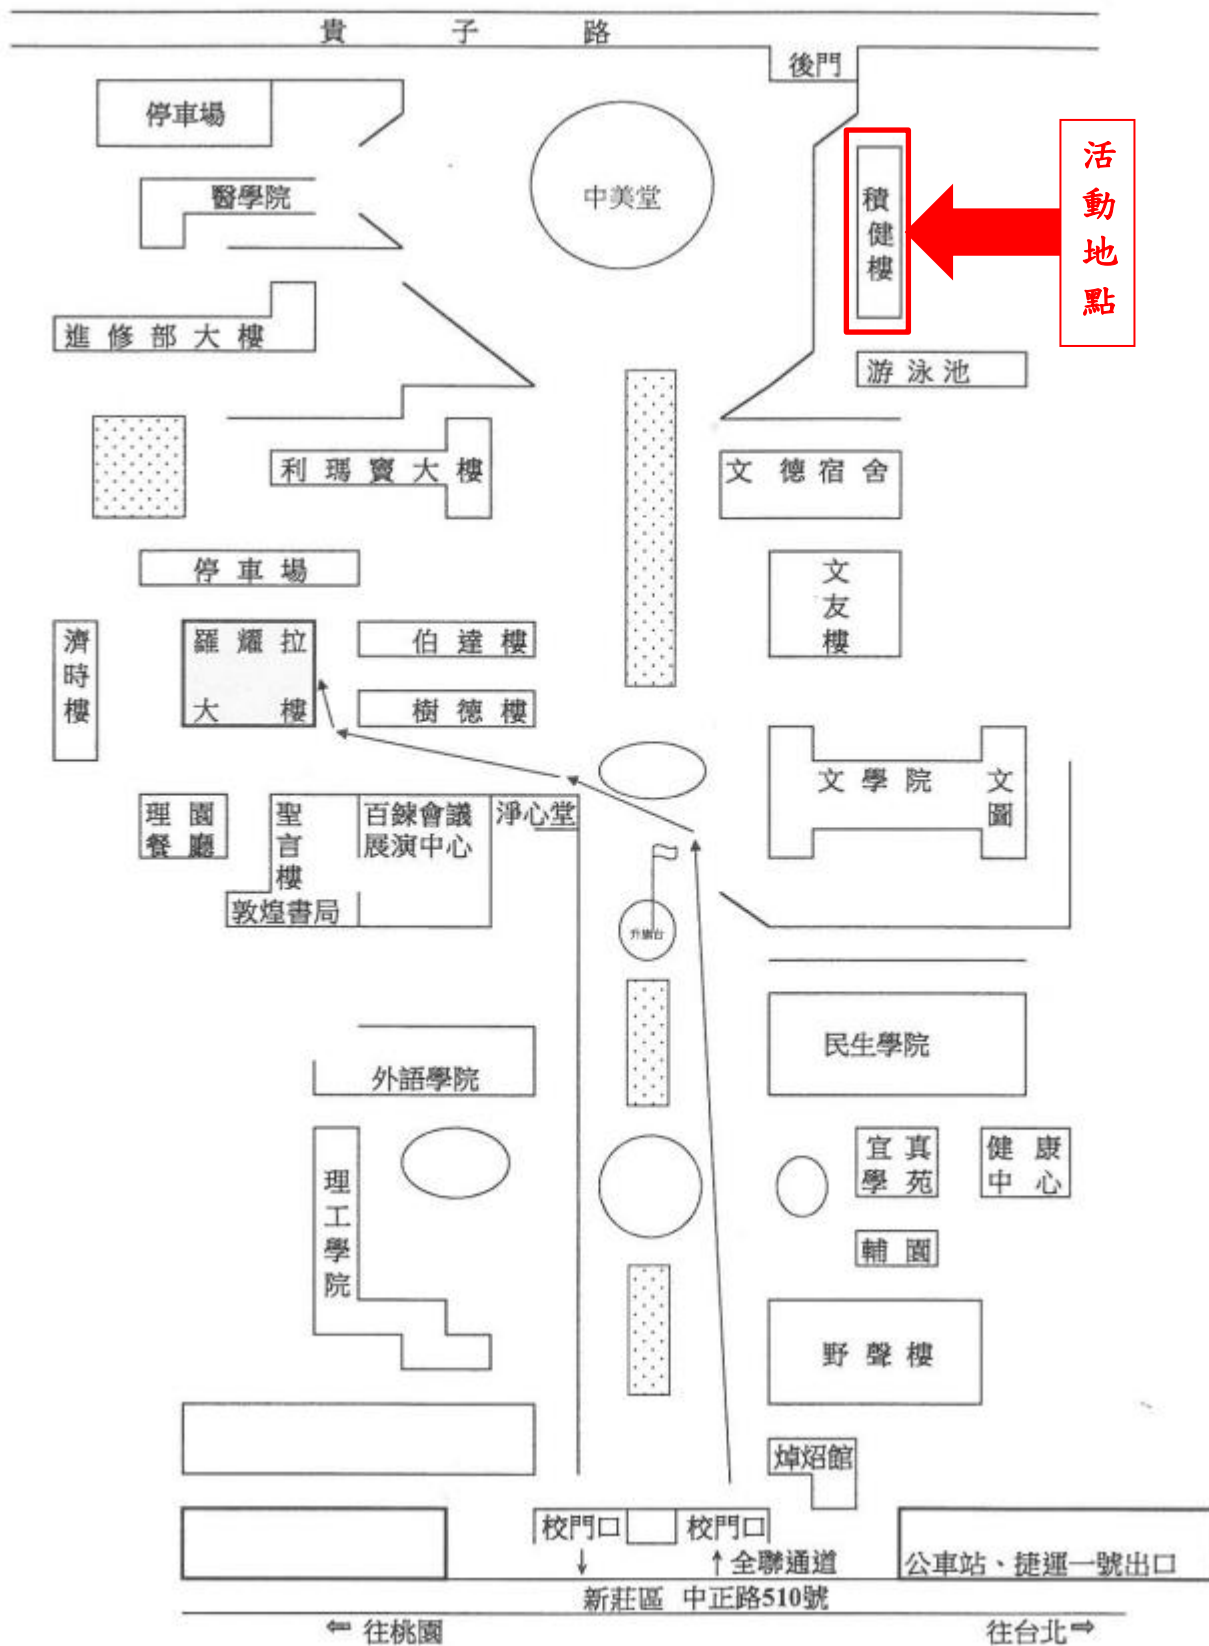 貴子路
後門
停車場
中美堂
積健樓
活動地點
醫學院
進修部大樓
游泳池
利瑪竇大樓
文德宿舍
停車場
文友樓
濟時樓
羅耀拉
大樓
伯達樓
樹德樓
文學院
文圖
理園
餐廳
聖言樓
百鍊會議
展演中心
淨心堂
敦煌書局
升旗台
民生學院
外語學院
宜真
學苑
健康
中心
理工學院
輔園
野聲樓
焯炤館
校門口
校門口
↓
↑全聯通道
公車站、捷運一號出口
新莊區 中正路510號
⇐ 往桃園
往台北⇒